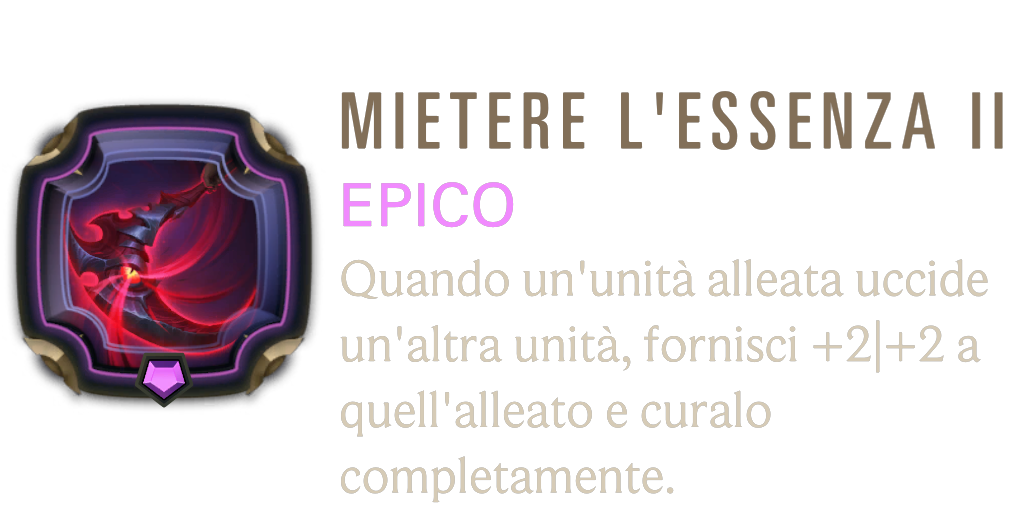 MIETERE L'ESSENZA II
EPICO
Quando un'unità alleata uccide
un'altra unità, fornisci +2|+2 a
quell'alleato e curalo
completamente.